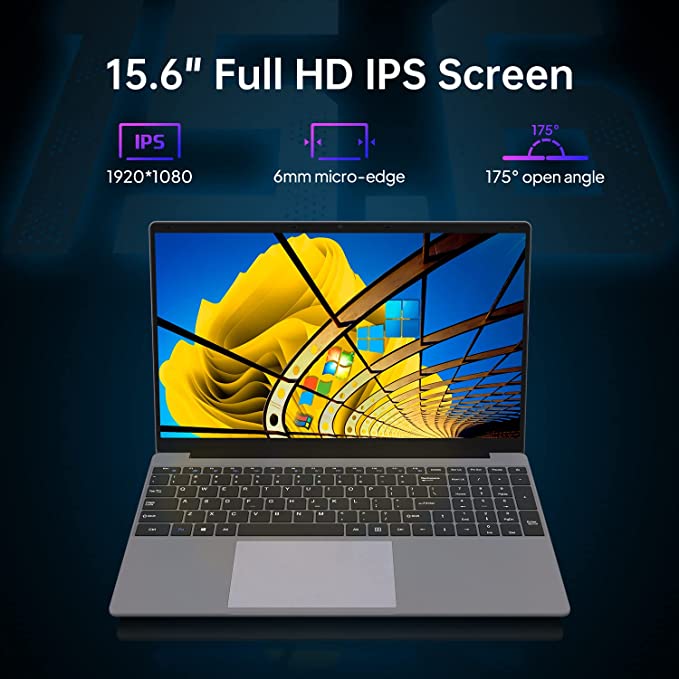 15.6" Full HD IPS Screen
IPS
175°
1920*1080
6mm micro-edge
175° open angle